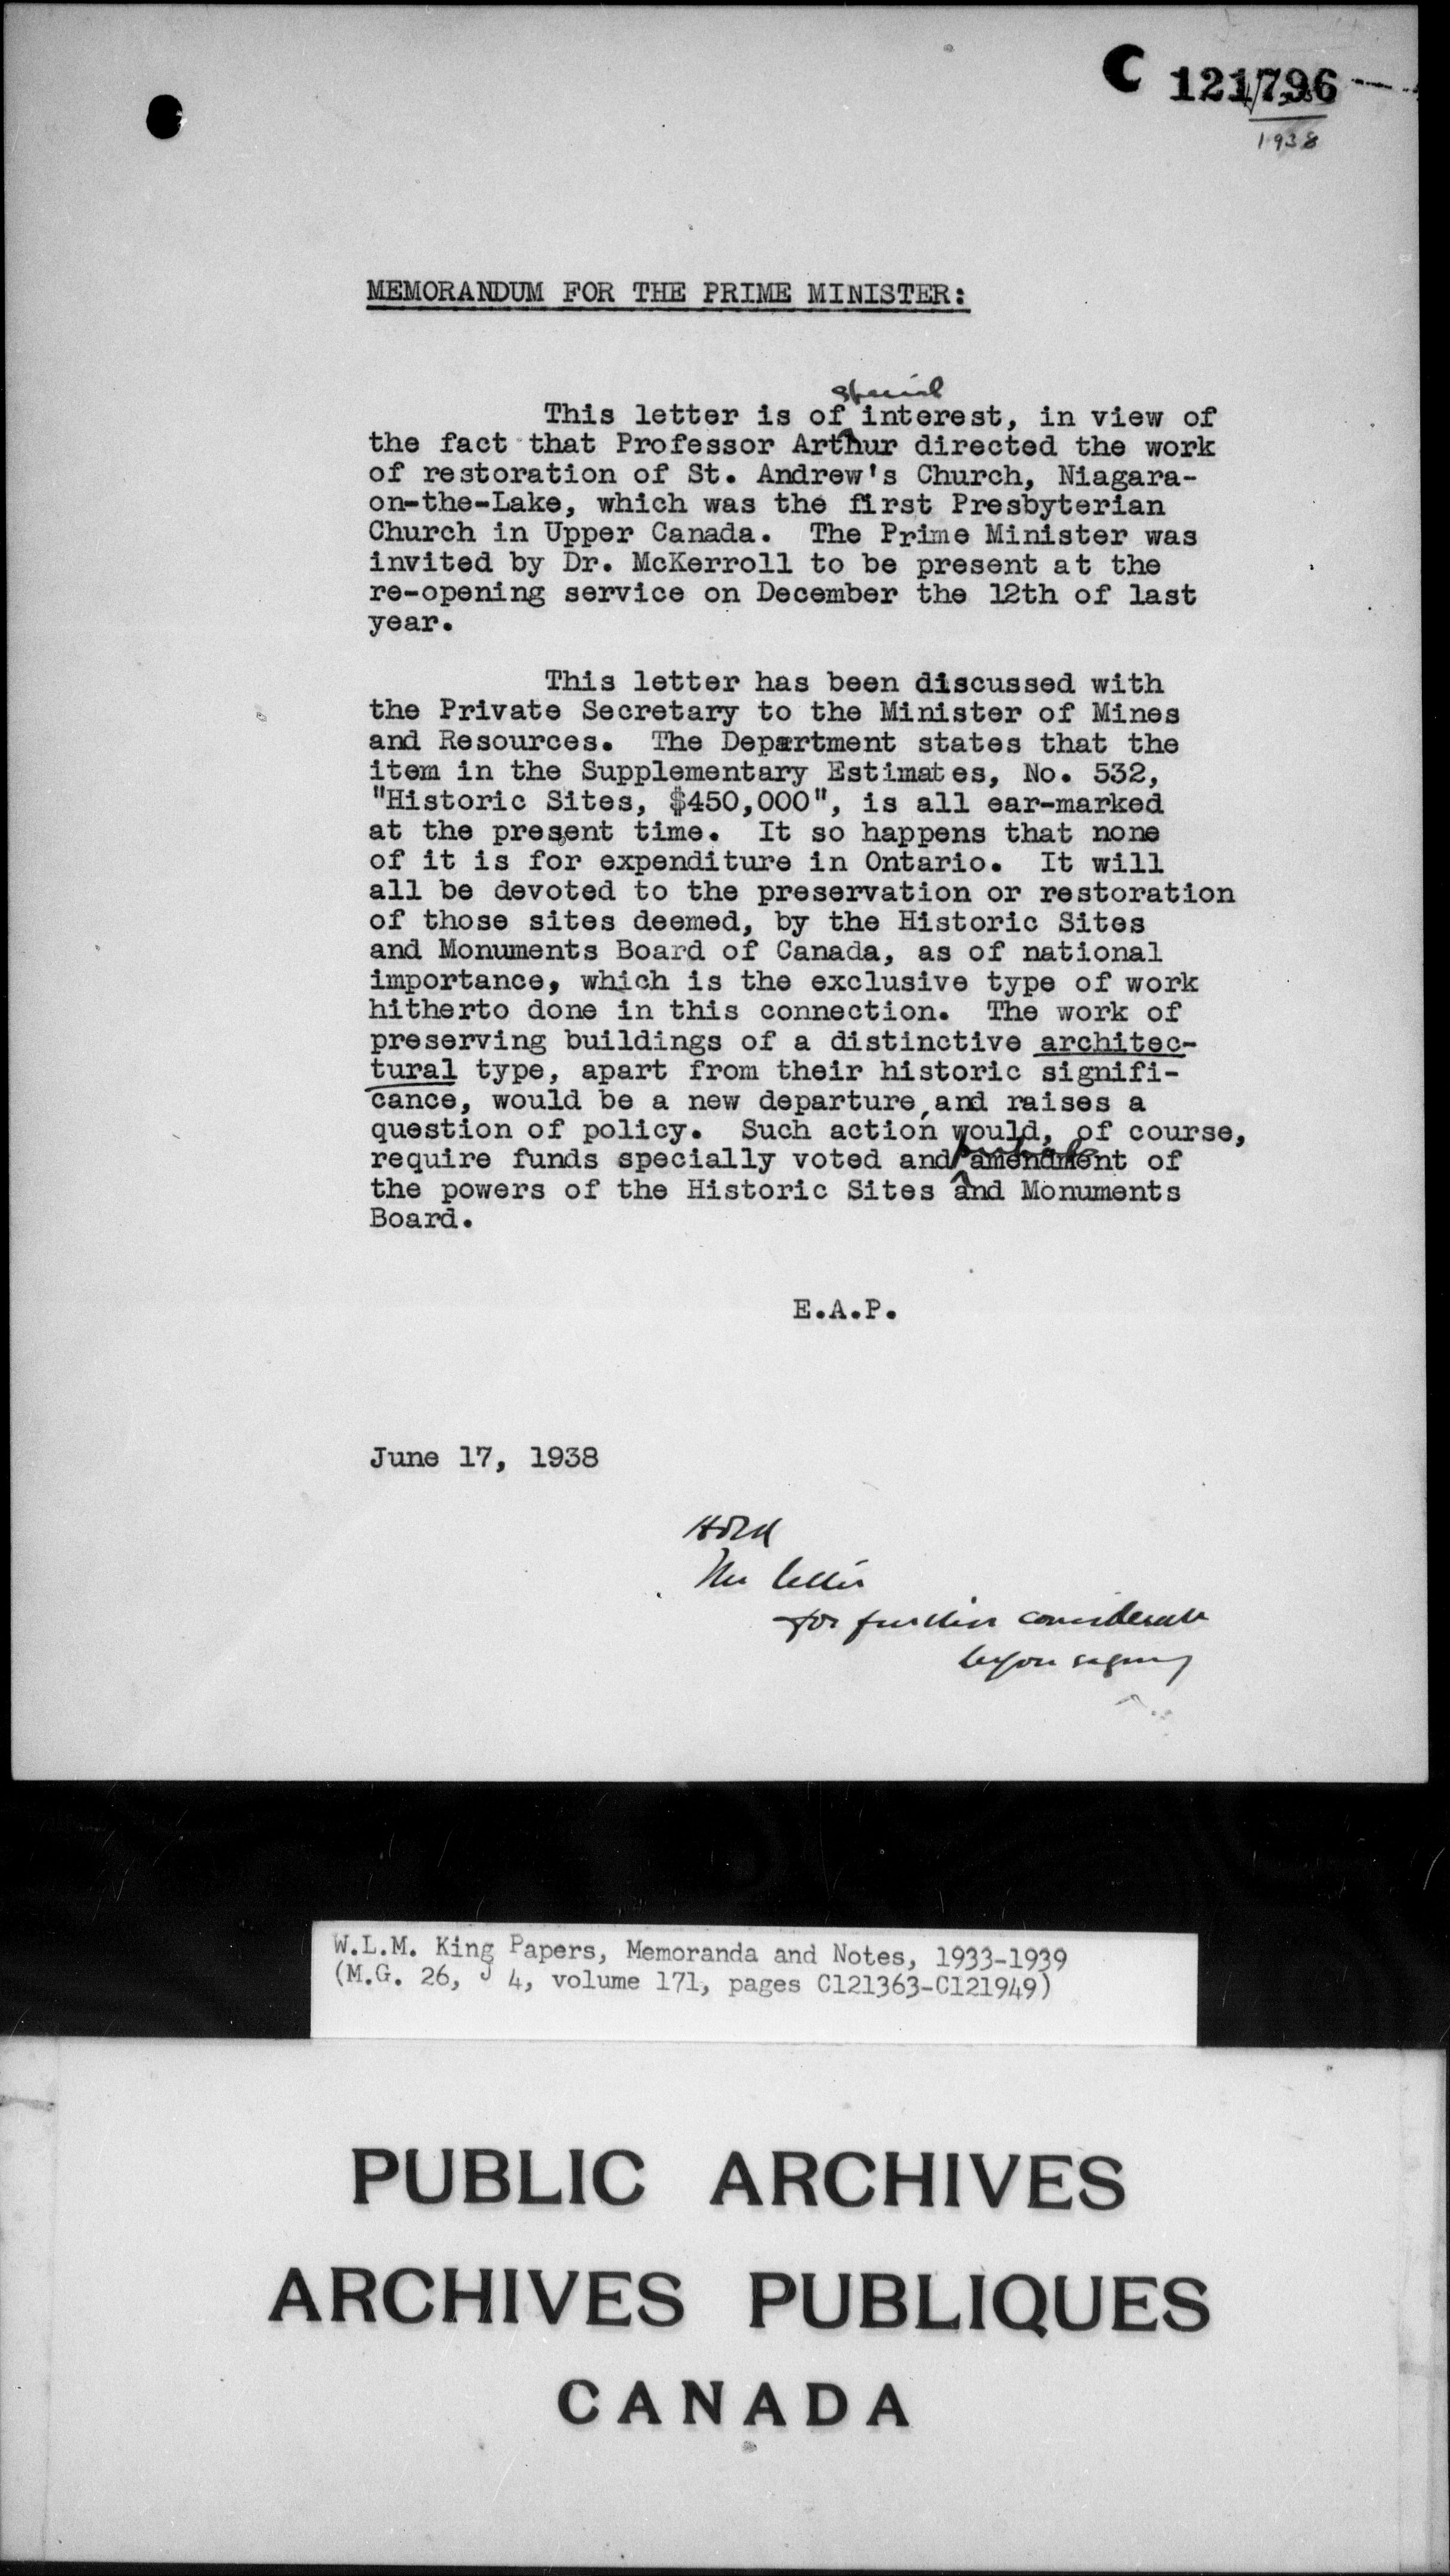 C 121796
1938
MEMORANDUM FOR THE PRIME MINISTER:
special
This letter is of interest, in view of
the fact that Professor Arthur directed the work
of restoration of St. Andrew's Church, Niagara-
on-the-Lake, which was the first Presbyterian
Church in Upper Canada. The Prime Minister was
invited by Dr. McKerroll to be present at the
re-opening service on December the 12th of last
year.
This letter has been discussed with
the Private Secretary to the Minister of Mines
and Resources. The Department states that the
item in the Supplementary Estimates, No. 532,
"Historic Sites, $450,000", is all ear-marked
at the present time. It so happens that none
of it is for expenditure in Ontario. It will
all be devoted to the preservation or restoration
of those sites deemed, by the Historic Sites
and Monuments Board of Canada, as of national
importance, which is the exclusive type of work
hitherto done in this connection. The work of
preserving buildings of a distinctive architec-
tural type, apart from their historic signifi-
cance, would be a new departure, and raises a
question of policy. Such action would, of course,
require funds specially voted and amendment of
the powers of the Historic Sites and Monuments
Board.
E.A.P.
June 17, 1938
Hold
The letter
for further consideration
before signing
W.L.M. King Papers, Memoranda and Notes, 1933-1939
(M.G. 26, J 4, volume 171, pages C121363-C121949)
PUBLIC ARCHIVES
ARCHIVES PUBLIQUES
CANADA